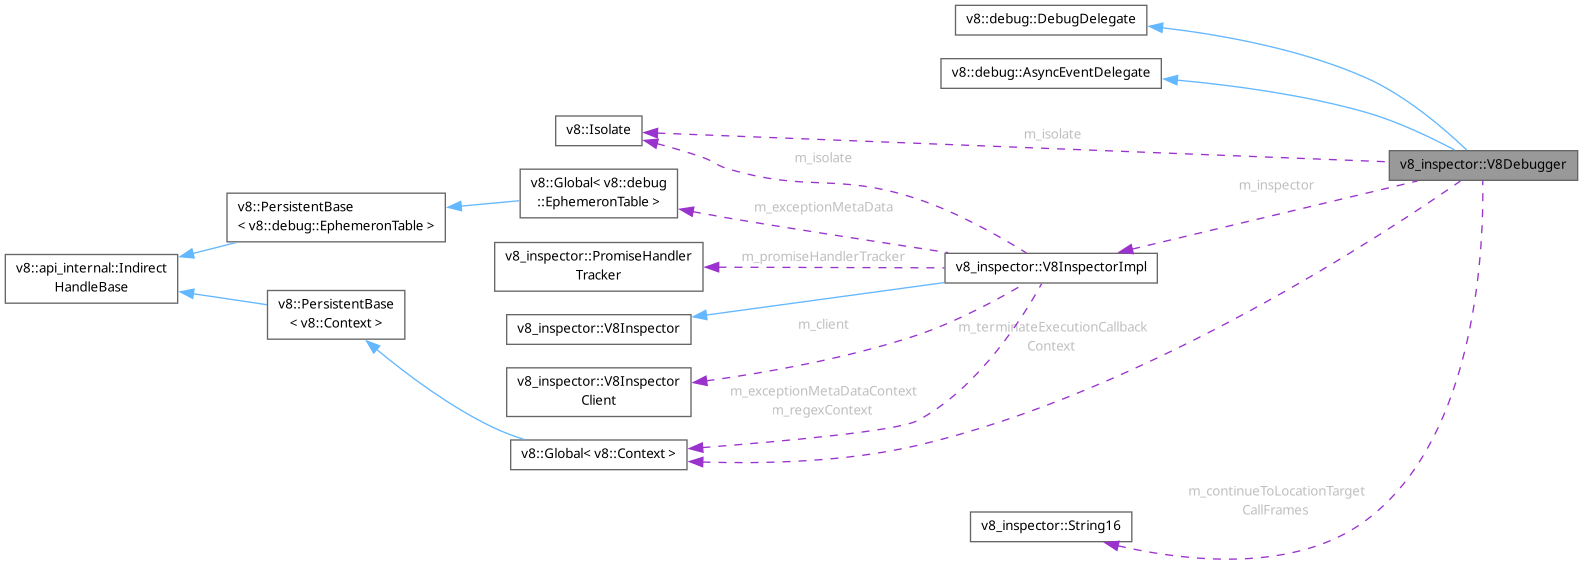 v8::debug::DebugDelegate
v8::debug::AsyncEventDelegate
v8::Isolate
m_isolate
m_isolate
v8_inspector::V8Debugger
m_inspector
v8::Global< v8::debug
::EphemeronTable >
m_exceptionMetaData
v8::PersistentBase
< v8::debug::EphemeronTable >
v8_inspector::PromiseHandler
Tracker
m_promiseHandlerTracker
v8_inspector::V8InspectorImpl
v8::api_internal::Indirect
HandleBase
v8::PersistentBase
< v8::Context >
v8_inspector::V8Inspector
m_client
m_terminateExecutionCallback
Context
v8_inspector::V8Inspector
Client
m_exceptionMetaDataContext
m_regexContext
v8::Global< v8::Context >
m_continueToLocationTarget
CallFrames
v8_inspector::String16